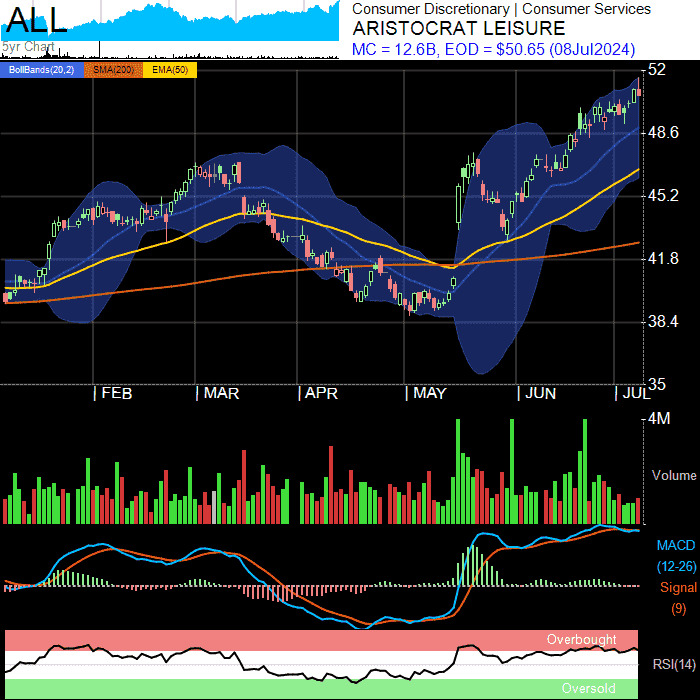 ALL
5yr Chart
Consumer Discretionary | Consumer Services
ARISTOCRAT LEISURE
MC = 12.6B, EOD = $50.65 (08Jul2024)
BollBands(20,2) SMA(200) EMA(50)
52
48.6
45.2
41.8
38.4
35
| FEB | MAR | APR | MAY | JUN | JUL
4M
Volume
MACD
(12-26)
Signal
(9)
Overbought
RSI(14)
Oversold